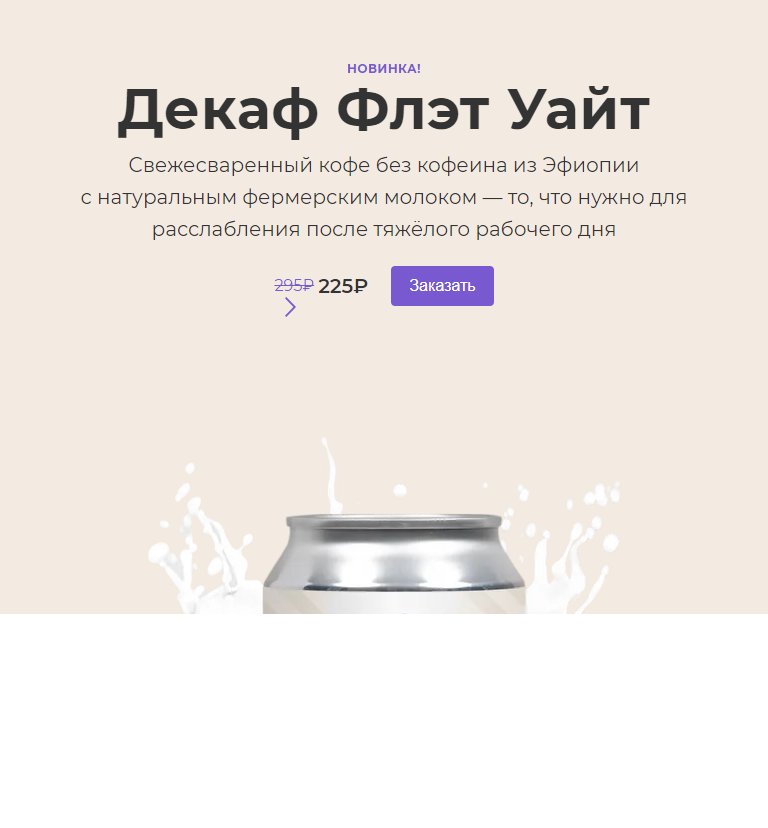 НОВИНКА!
Декаф Флэт Уайт
Свежесваренный кофе без кофеина из Эфиопии
с натуральным фермерским молоком — то, что нужно для
расслабления после тяжёлого рабочего дня
295₽ 225₽ Заказать